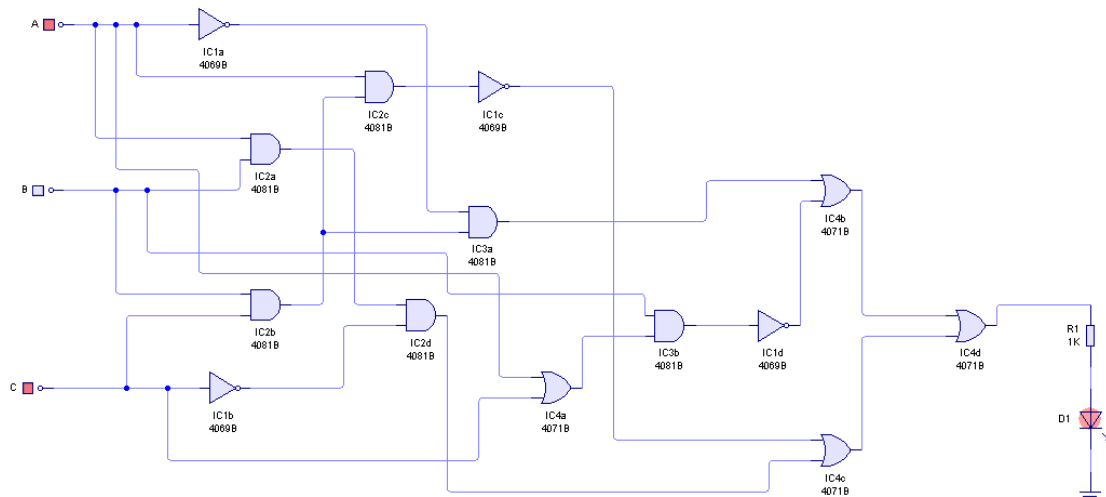 A
IC1a
4069B
IC2c
4081B
IC1c
4069B
IC2a
4081B
B
IC4b
4071B
IC3a
4081B
IC2b
4081B
IC2d
4081B
IC3b
4081B
IC1d
4069B
IC4d
4071B
R1
1K
C
IC1b
4069B
IC4a
4071B
D1
IC4c
4071B